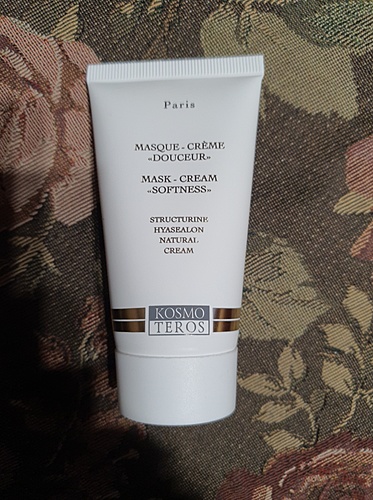 Paris
MASQUE - CRÈME
«DOUCEUR»
MASK - CREAM
«SOFTNESS»
STRUCTURINE
HYASEALON
NATURAL
CREAM
KOSMO
TEROS